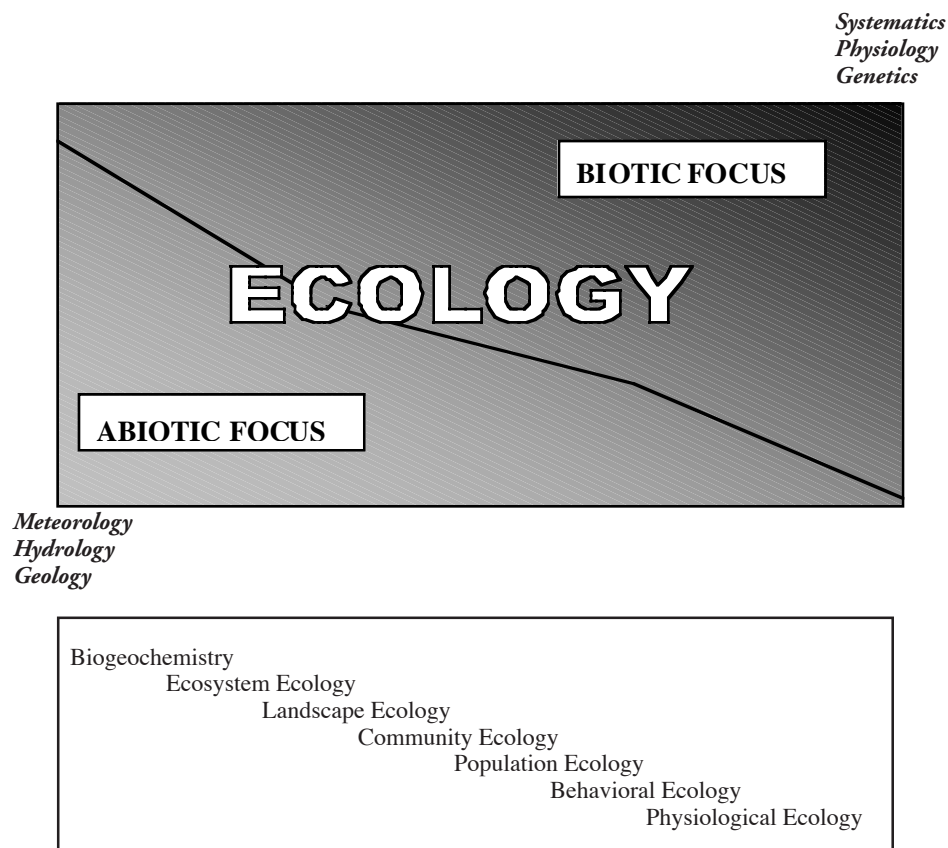 Systematics
Physiology
Genetics
BIOTIC FOCUS
ECOLOGY
ABIOTIC FOCUS
Meteorology
Hydrology
Geology
Biogeochemistry
Ecosystem Ecology
Landscape Ecology
Community Ecology
Population Ecology
Behavioral Ecology
Physiological Ecology